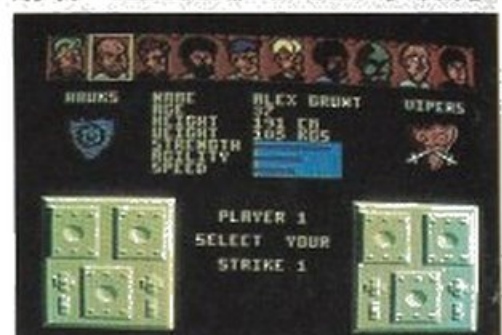 HAWKS
VIPERS
NAME ALEX GRUNT
AGE
HEIGHT 191 CM
WEIGHT 105 KGS
STRENGTH
AGILITY
SPEED
PLAYER 1
SELECT YOUR
STRIKE 1